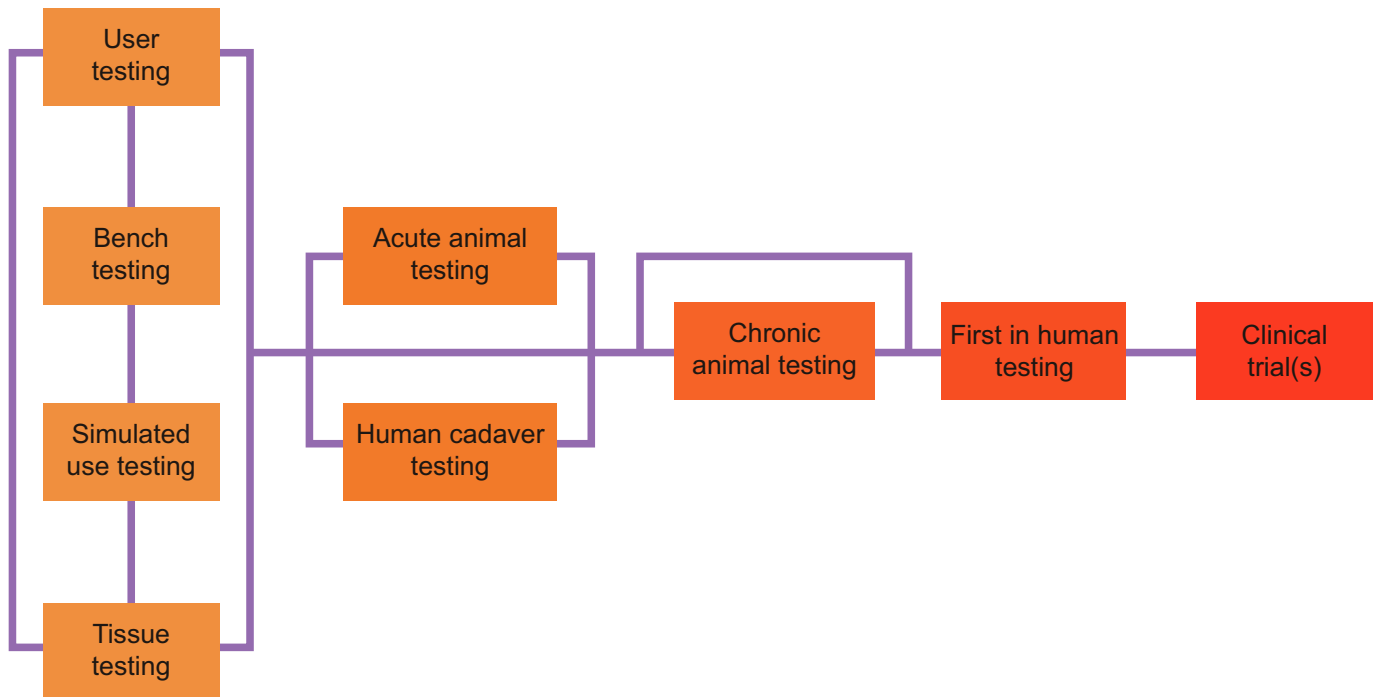 User
testing
Bench
testing
Simulated
use testing
Tissue
testing
Acute animal
testing
Human cadaver
testing
Chronic
animal testing
First in human
testing
Clinical
trial(s)